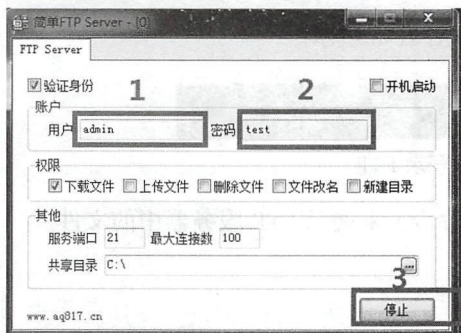 简单FTP Server - [0]
FTP Server
验证身份 1 2 开机启动
账户
用户 admin 密码 test
权限
下载文件 上传文件 删除文件 文件改名 新建目录
其他
服务端口 21 最大连接数 100
共享目录 C:\ ...
3
www.aq817.cn 停止